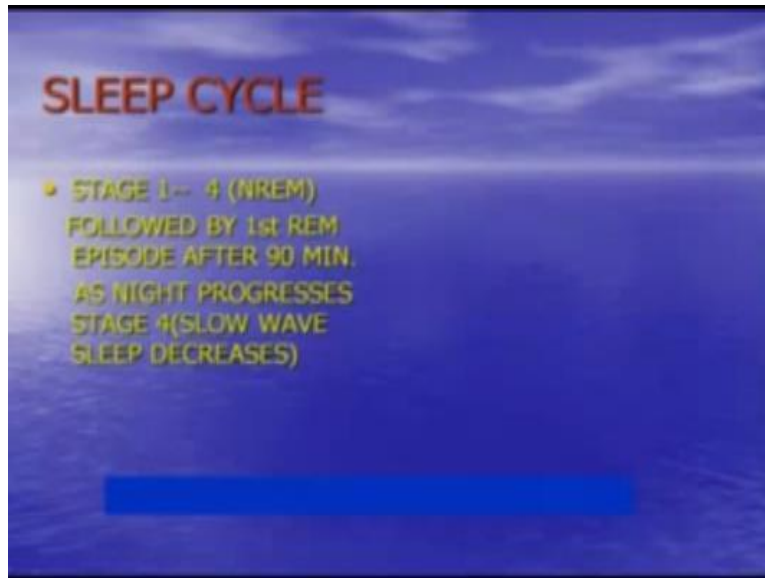 SLEEP CYCLE
• STAGE 1-- 4 (NREM)
FOLLOWED BY 1st REM
EPISODE AFTER 90 MIN.
AS NIGHT PROGRESSES
STAGE 4(SLOW WAVE
SLEEP DECREASES)